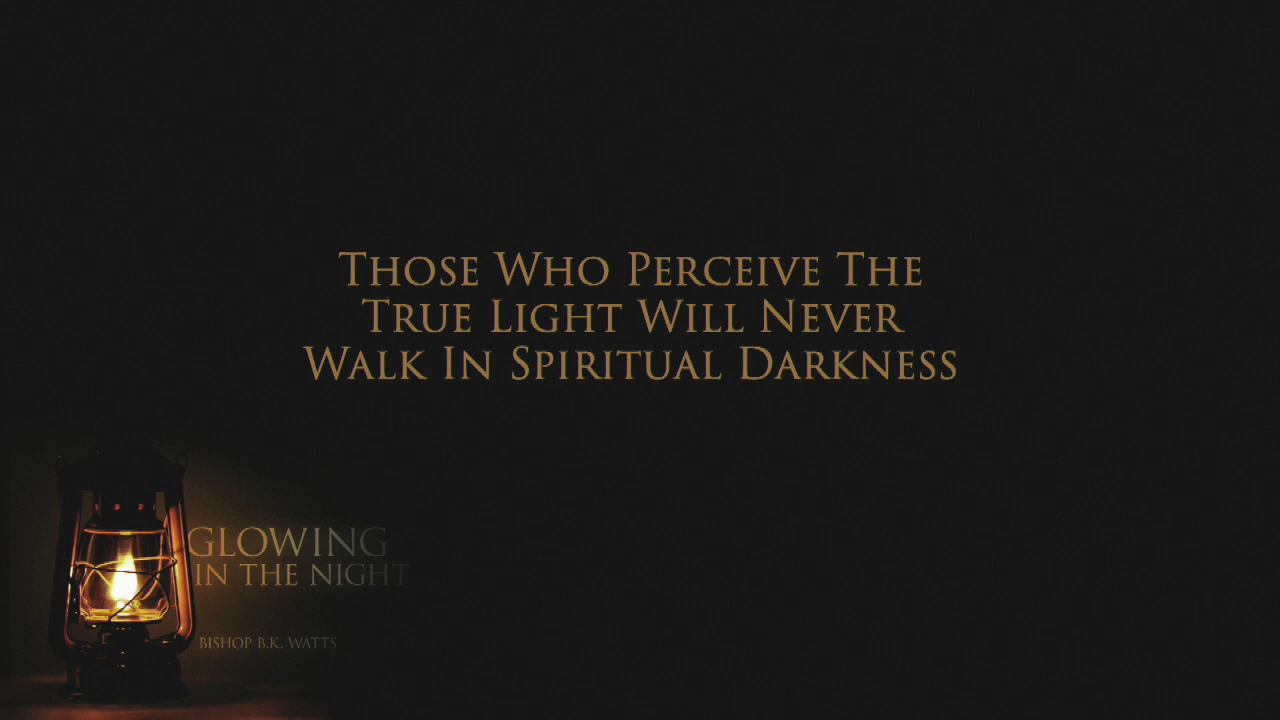 Those Who Perceive The
True Light Will Never
Walk In Spiritual Darkness
GLOWING
IN THE NIGHT
BISHOP B.K. WATTS